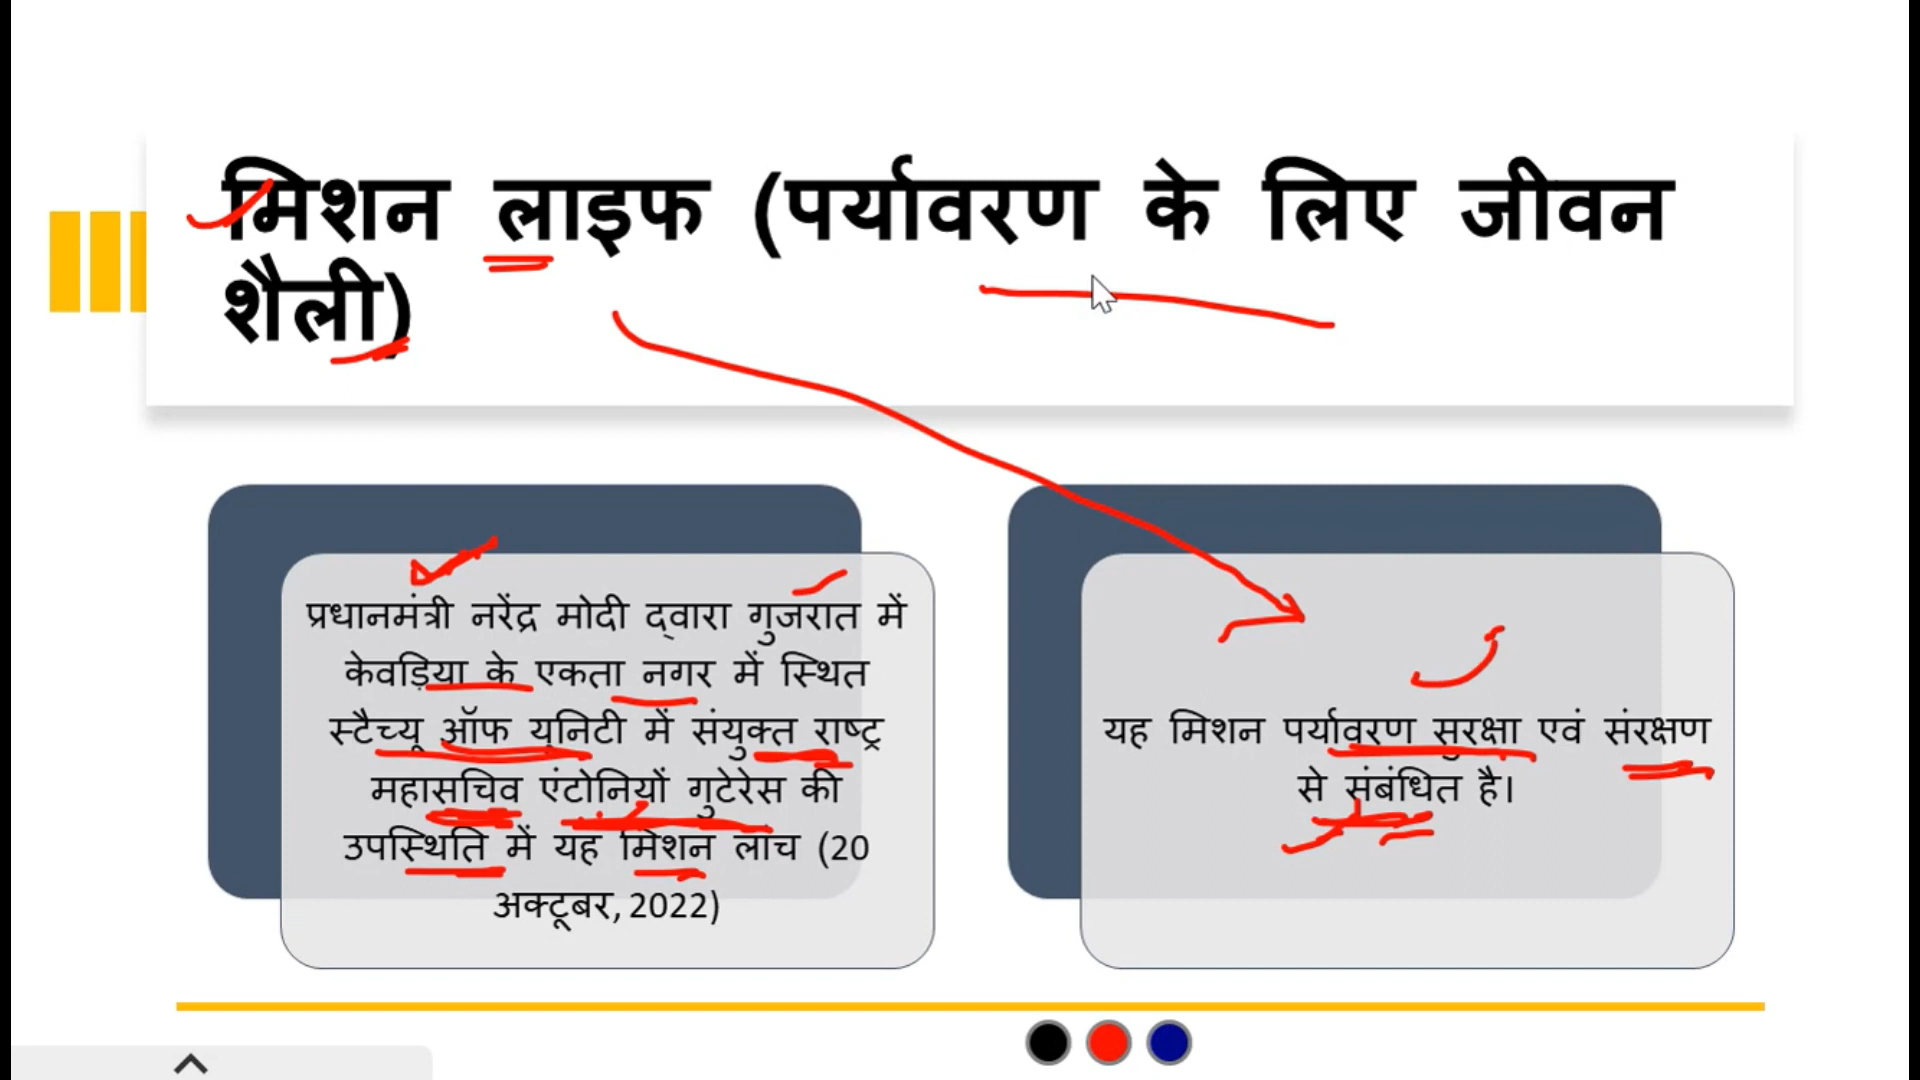 मिशन लाइफ (पर्यावरण के लिए जीवन
शैली)
प्रधानमंत्री नरेंद्र मोदी द्वारा गुजरात में
केवड़िया के एकता नगर में स्थित
स्टैच्यू ऑफ युनिटी में संयुक्त राष्ट्र
महासचिव एंटोनियों गुटेरेस की
उपस्थिति में यह मिशन लांच (20
अक्टूबर, 2022)
यह मिशन पर्यावरण सुरक्षा एवं संरक्षण
से संबंधित है।